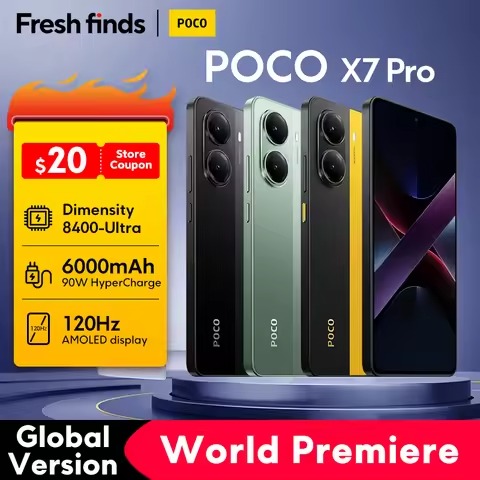 Fresh finds
POCO
POCO X7 Pro
$20
Store
Coupon
Dimensity
8400-Ultra
6000mAh
90W HyperCharge
120Hz
120Hz
AMOLED display
POCO
POCO
POCO
Global
Version
World Premiere